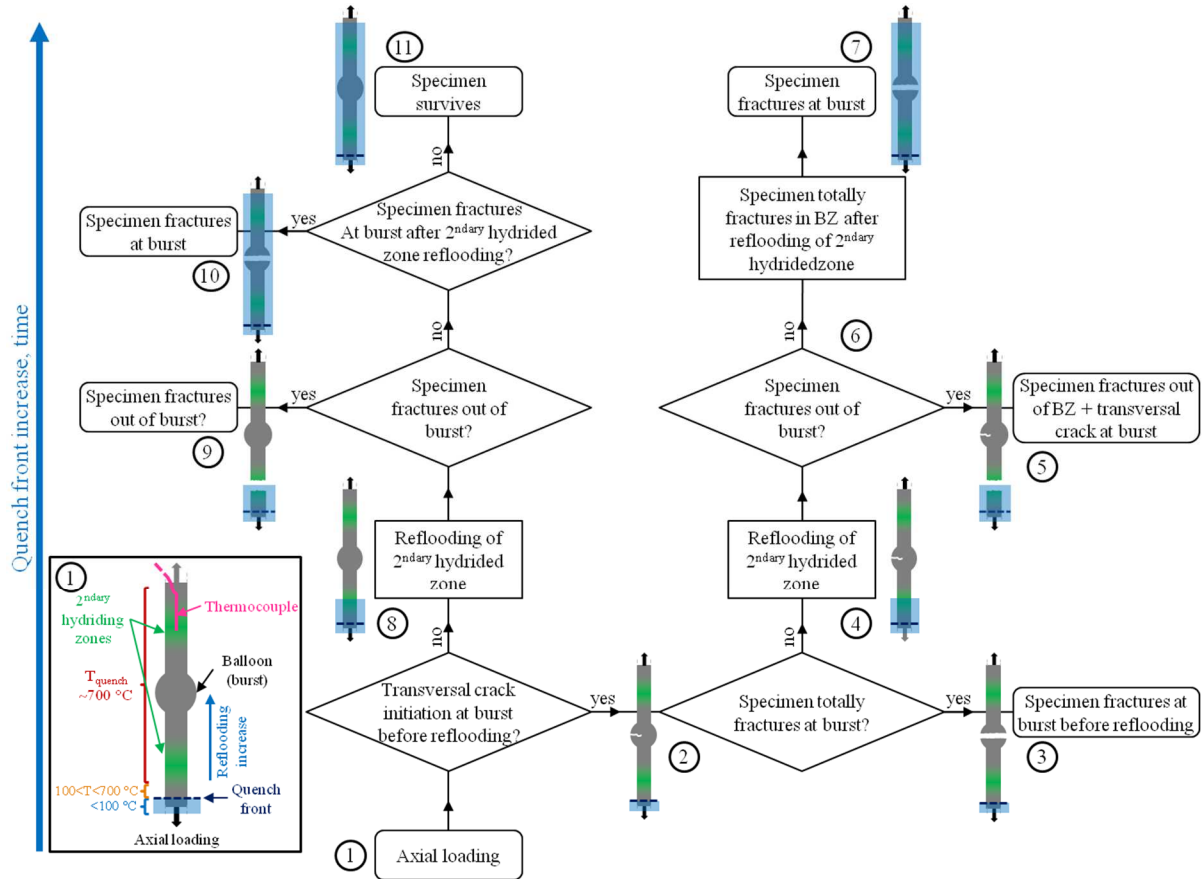 Quench front increase, time
11
Specimen
survives
no
Specimen fractures
At burst after 2ndary hydrided
zone reflooding?
yes
Specimen fractures
at burst
10
no
Specimen
fractures out of
burst?
yes
Specimen fractures
out of burst?
9
Reflooding of
2ndary hydrided
zone
8
no
Transversal crack
initiation at burst
before reflooding?
yes
2
1
Axial loading
7
Specimen
fractures at burst
Specimen totally
fractures in BZ after
reflooding of 2ndary
hydridedzone
no
6
Specimen
fractures out of
burst?
yes
Specimen fractures out
of BZ + transversal
crack at burst
5
Reflooding of
2ndary hydrided
zone
4
no
Specimen totally
fractures at burst?
yes
Specimen fractures at
burst before reflooding
3
1
2ndary
hydriding
zones
Thermocouple
Tquench
~700 °C
Balloon
(burst)
Reflooding
increase
100<T<700 °C
<100 °C
Quench
front
Axial loading